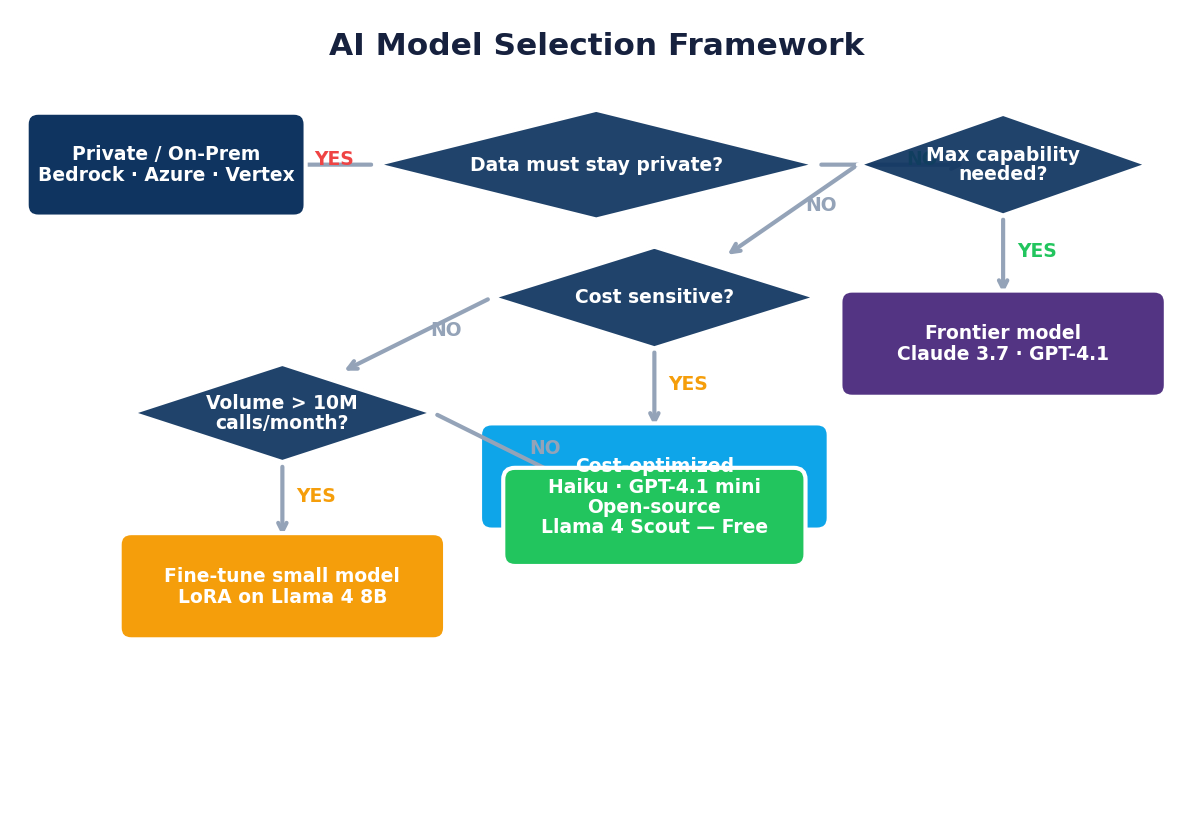 AI Model Selection Framework
Private / On-Prem
Bedrock · Azure · Vertex
YES
Data must stay private?
Max capability
needed?
NO
YES
Cost sensitive?
Frontier model
Claude 3.7 · GPT-4.1
NO
YES
Volume > 10M
calls/month?
NO
Cost-optimized
Haiku · GPT-4.1 mini
Open-source
Llama 4 Scout — Free
YES
Fine-tune small model
LoRA on Llama 4 8B